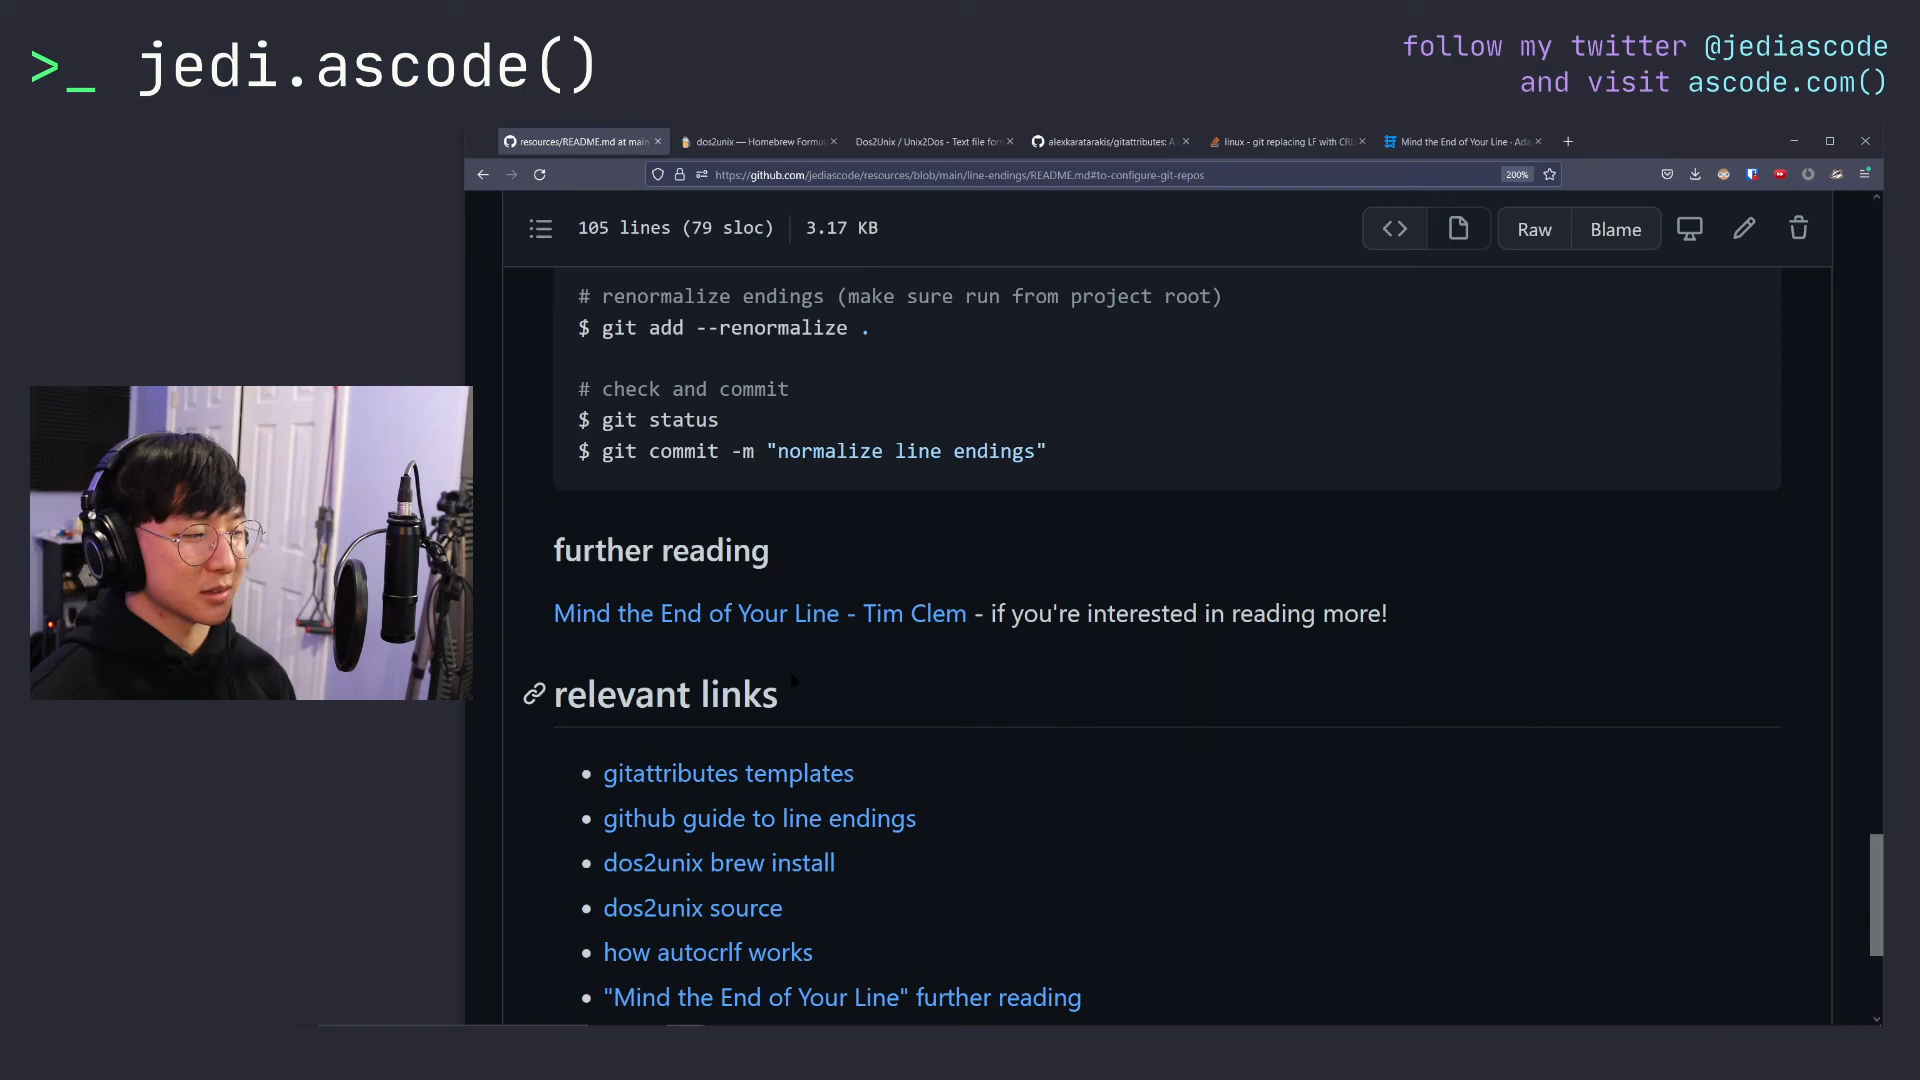 >_ jedi.ascode()
follow my twitter @jediascode
and visit ascode.com()
resources/README.md at main
dos2unix — Homebrew Formul
Dos2Unix / Unix2Dos - Text file for
alexkaratarakis/gitattributes: A
linux - git replacing LF with CRL
Mind the End of Your Line · Ada
https://github.com/jediascode/resources/blob/main/line-endings/README.md#to-configure-git-repos
200%
105 lines (79 sloc)
3.17 KB
Raw
Blame
# renormalize endings (make sure run from project root)
$ git add --renormalize .
# check and commit
$ git status
$ git commit -m "normalize line endings"
further reading
Mind the End of Your Line - Tim Clem - if you're interested in reading more!
relevant links
• gitattributes templates
• github guide to line endings
• dos2unix brew install
• dos2unix source
• how autocrlf works
• "Mind the End of Your Line" further reading